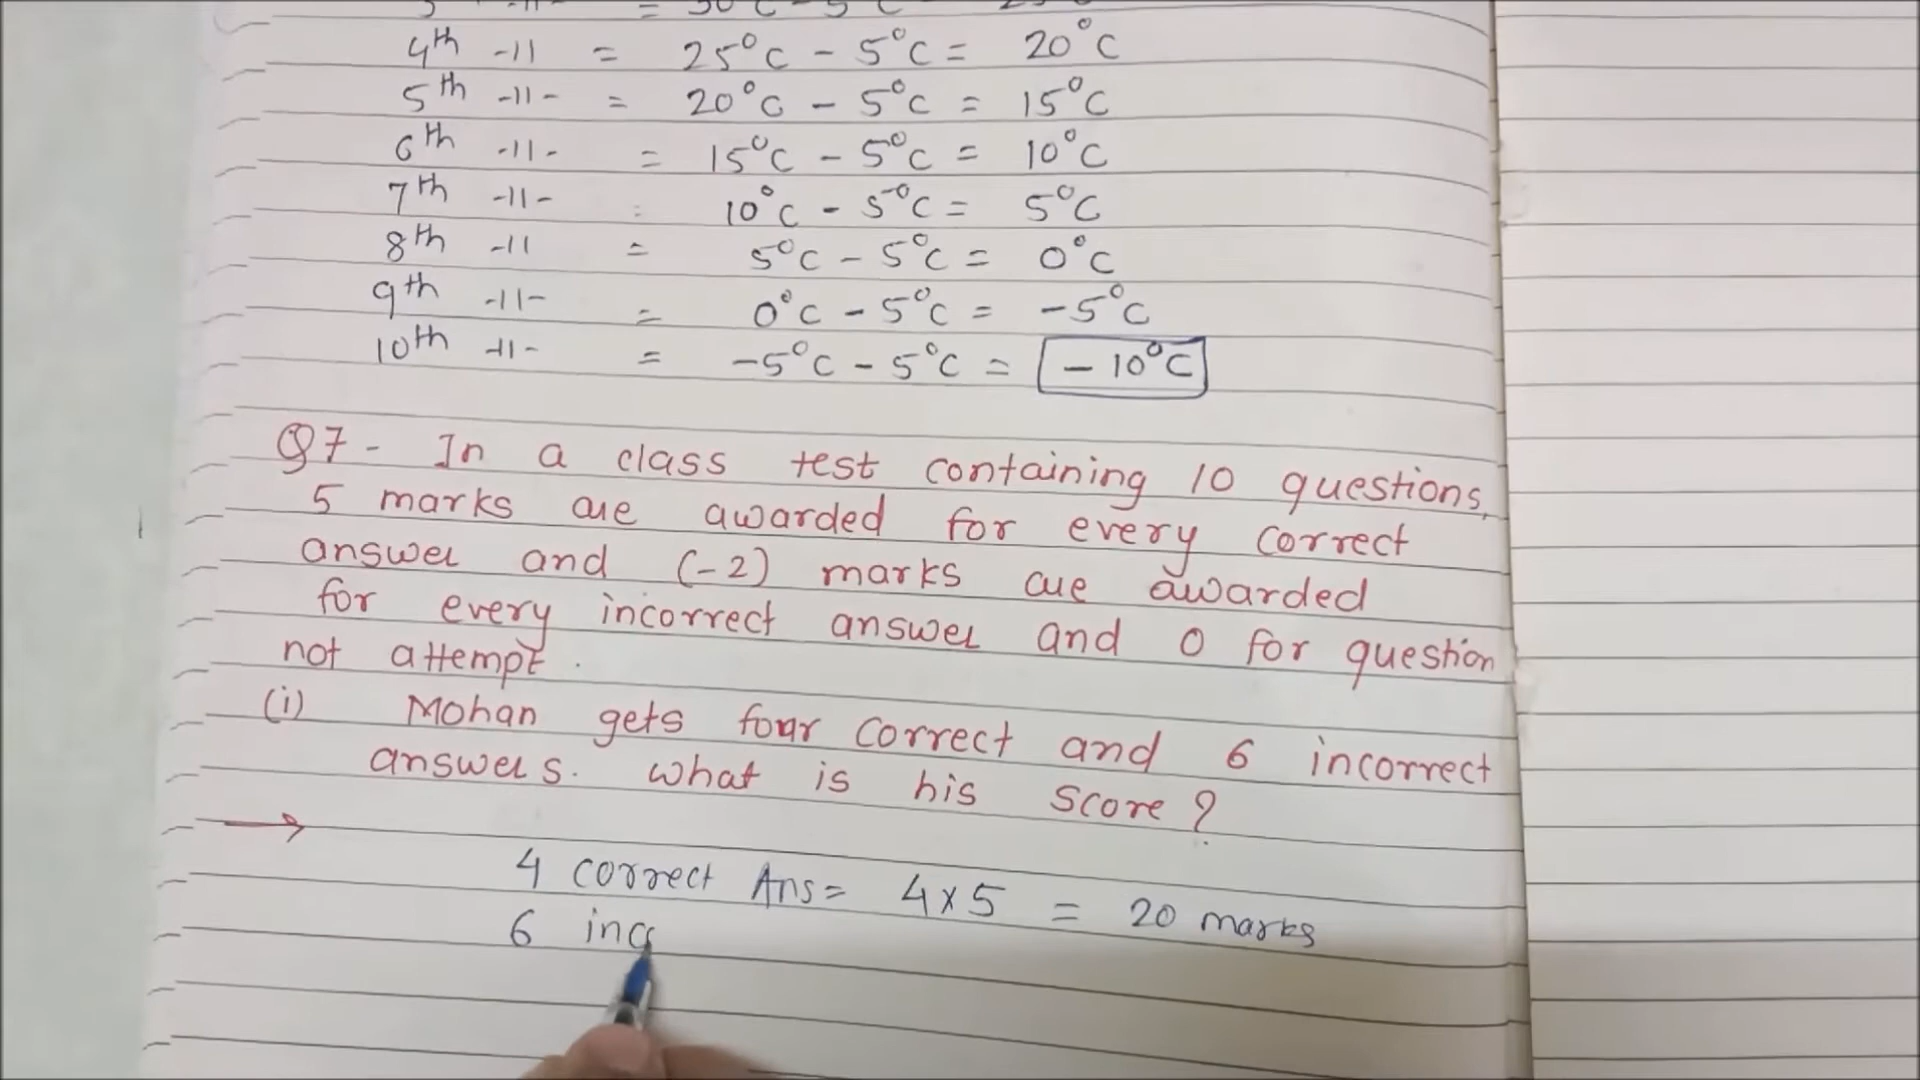 = 30°C - 5°C
4th -11 = 25°C - 5°C = 20°C
5th -11- = 20°C - 5°C = 15°C
6th -11- = 15°C - 5°C = 10°C
7th -11- = 10°C - 5°C = 5°C
8th -11 = 5°C - 5°C = 0°C
9th -11- = 0°C - 5°C = -5°C
10th -11- = -5°C - 5°C = -10°C
Q7- In a class test containing 10 questions,
5 marks are awarded for every correct
answer and (-2) marks are awarded
for every incorrect answer and 0 for question
not attempt.
(i) Mohan gets four correct and 6 incorrect
answers. what is his score?
→
4 correct Ans= 4×5 = 20 marks
6 inc